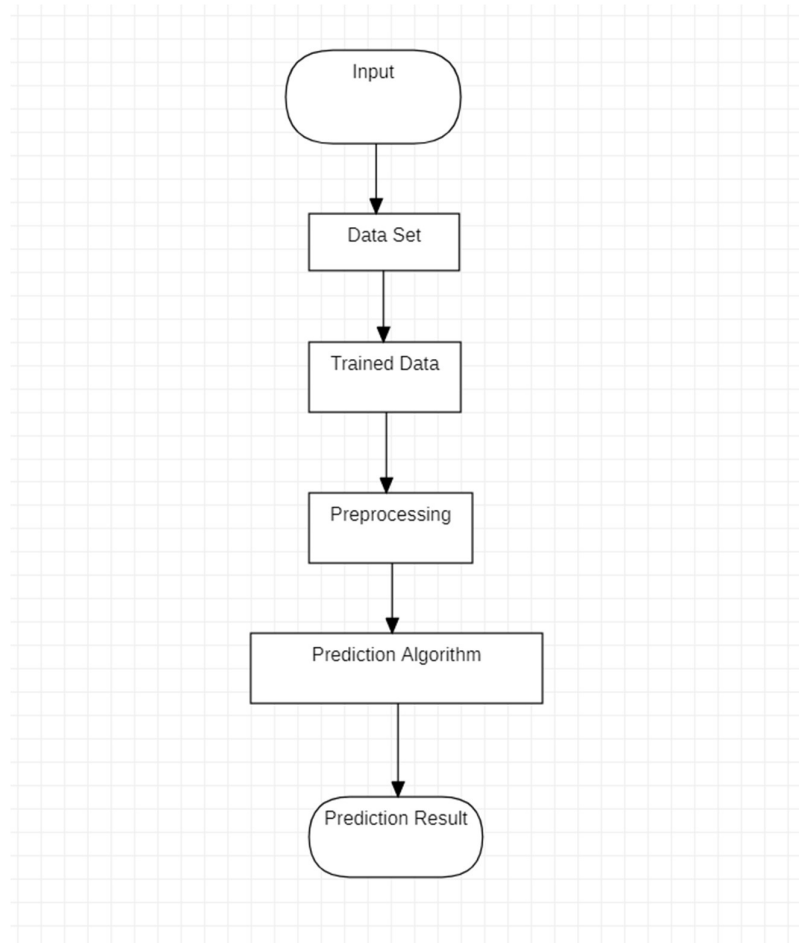 Input
Data Set
Trained Data
Preprocessing
Prediction Algorithm
Prediction Result